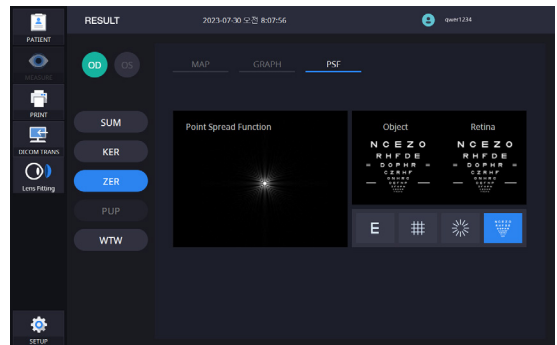 RESULT
2023-07-30 오전 8:07:56
qwer1234
PATIENT
MEASURE
PRINT
DICOM TRANS
Lens Fitting
SETUP
OD
OS
SUM
KER
ZER
PUP
WTW
MAP
GRAPH
PSF
Point Spread Function
Object
Retina
N C E Z O
R H F D E
D O P H R
C Z R H F
N C E Z O
R H F D E
D O P H R
C Z R H F
E